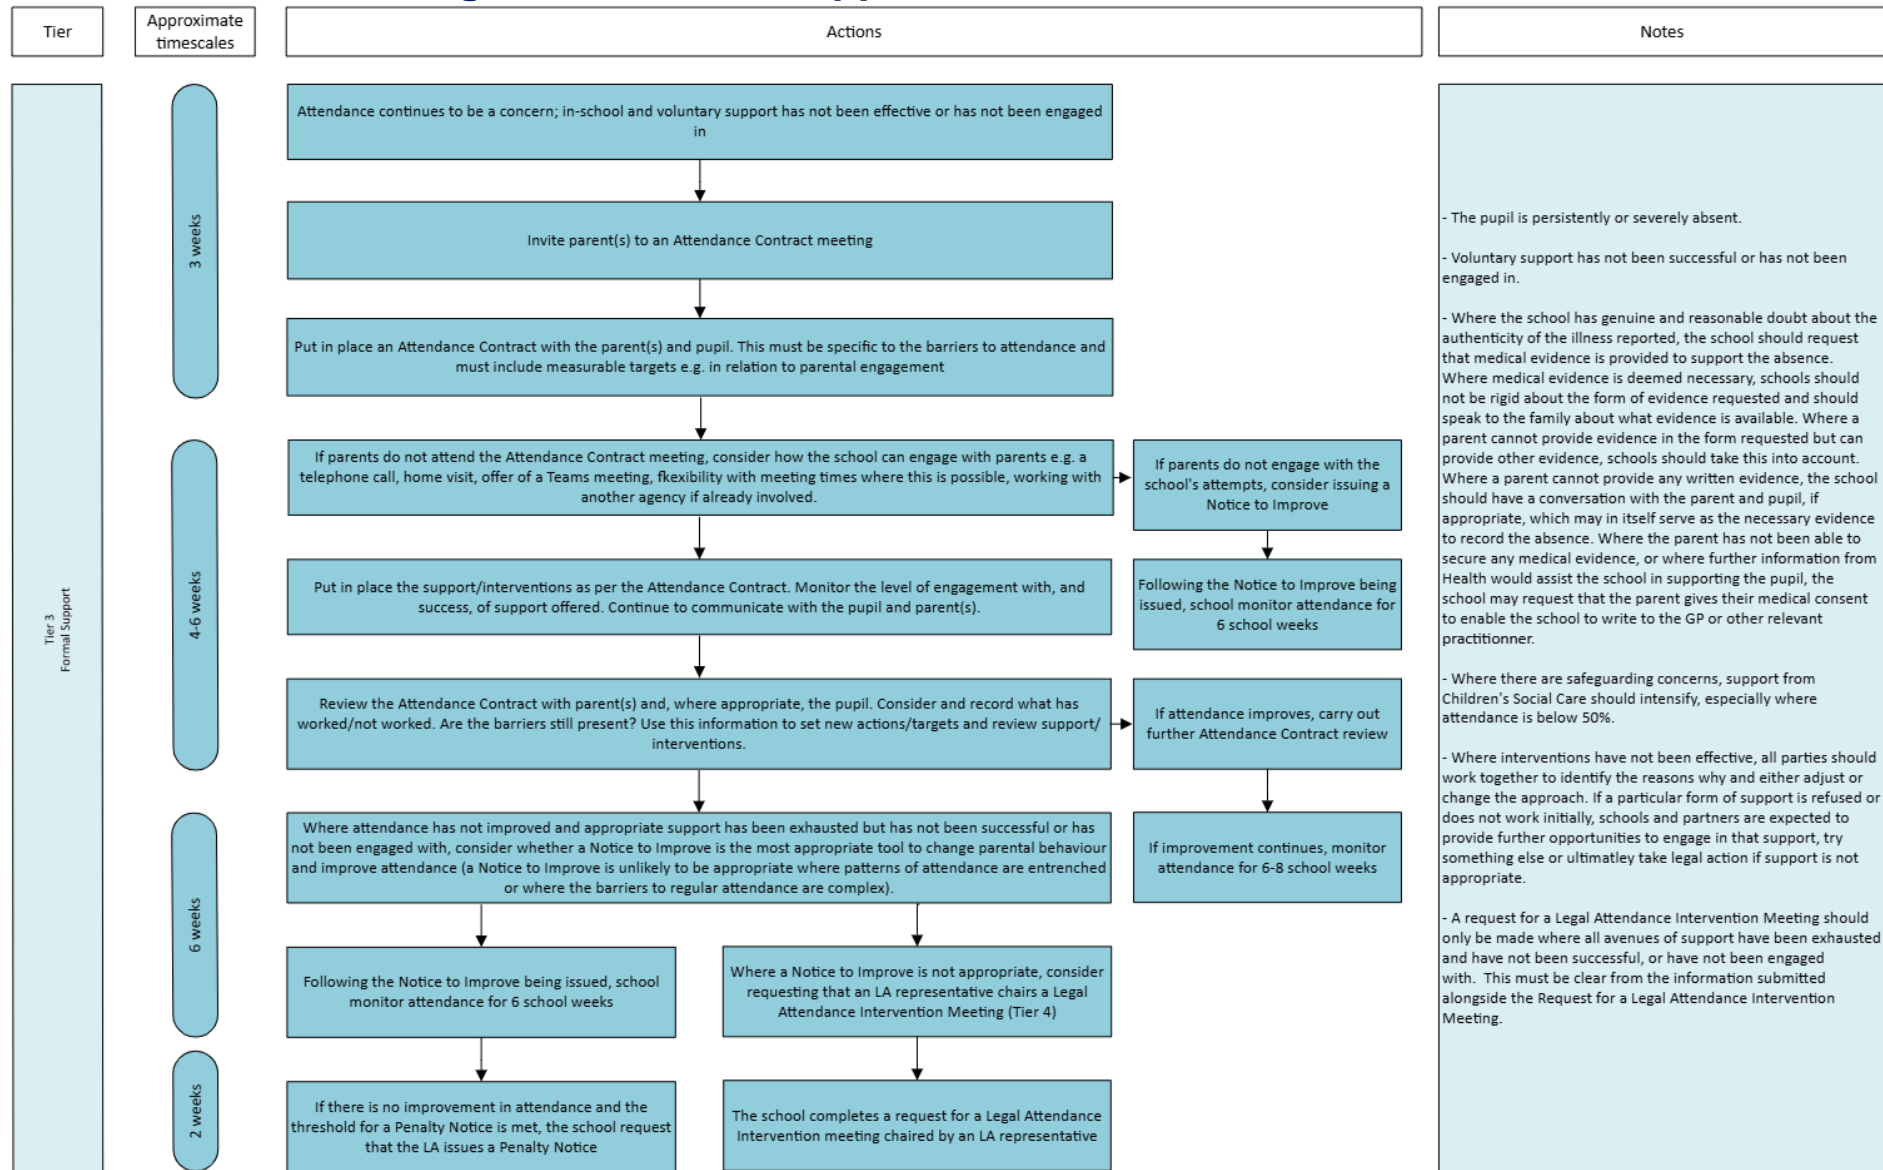 Tier
Approximate
timescales
Actions
Notes
Tier 3
Formal Support
3 weeks
Attendance continues to be a concern; in-school and voluntary support has not been effective or has not been engaged
in
Invite parent(s) to an Attendance Contract meeting
Put in place an Attendance Contract with the parent(s) and pupil. This must be specific to the barriers to attendance and
must include measurable targets e.g. in relation to parental engagement
4-6 weeks
If parents do not attend the Attendance Contract meeting, consider how the school can engage with parents e.g. a
telephone call, home visit, offer of a Teams meeting, fkexibility with meeting times where this is possible, working with
another agency if already involved.
If parents do not engage with the
school's attempts, consider issuing a
Notice to Improve
Put in place the support/interventions as per the Attendance Contract. Monitor the level of engagement with, and
success, of support offered. Continue to communicate with the pupil and parent(s).
Following the Notice to Improve being
issued, school monitor attendance for
6 school weeks
Review the Attendance Contract with parent(s) and, where appropriate, the pupil. Consider and record what has
worked/not worked. Are the barriers still present? Use this information to set new actions/targets and review support/
interventions.
If attendance improves, carry out
further Attendance Contract review
6 weeks
Where attendance has not improved and appropriate support has been exhausted but has not been successful or has
not been engaged with, consider whether a Notice to Improve is the most appropriate tool to change parental behaviour
and improve attendance (a Notice to Improve is unlikely to be appropriate where patterns of attendance are entrenched
or where the barriers to regular attendance are complex).
If improvement continues, monitor
attendance for 6-8 school weeks
Following the Notice to Improve being issued, school
monitor attendance for 6 school weeks
Where a Notice to Improve is not appropriate, consider
requesting that an LA representative chairs a Legal
Attendance Intervention Meeting (Tier 4)
2 weeks
If there is no improvement in attendance and the
threshold for a Penalty Notice is met, the school request
that the LA issues a Penalty Notice
The school completes a request for a Legal Attendance
Intervention meeting chaired by an LA representative
- The pupil is persistently or severely absent.
- Voluntary support has not been successful or has not been
engaged in.
- Where the school has genuine and reasonable doubt about the
authenticity of the illness reported, the school should request
that medical evidence is provided to support the absence.
Where medical evidence is deemed necessary, schools should
not be rigid about the form of evidence requested and should
speak to the family about what evidence is available. Where a
parent cannot provide evidence in the form requested but can
provide other evidence, schools should take this into account.
Where a parent cannot provide any written evidence, the school
should have a conversation with the parent and pupil, if
appropriate, which may in itself serve as the necessary evidence
to record the absence. Where the parent has not been able to
secure any medical evidence, or where further information from
Health would assist the school in supporting the pupil, the
school may request that the parent gives their medical consent
to enable the school to write to the GP or other relevant
practitionner.
- Where there are safeguarding concerns, support from
Children's Social Care should intensify, especially where
attendance is below 50%.
- Where interventions have not been effective, all parties should
work together to identify the reasons why and either adjust or
change the approach. If a particular form of support is refused or
does not work initially, schools and partners are expected to
provide further opportunities to engage in that support, try
something else or ultimatley take legal action if support is not
appropriate.
- A request for a Legal Attendance Intervention Meeting should
only be made where all avenues of support have been exhausted
and have not been successful, or have not been engaged
with. This must be clear from the information submitted
alongside the Request for a Legal Attendance Intervention
Meeting.